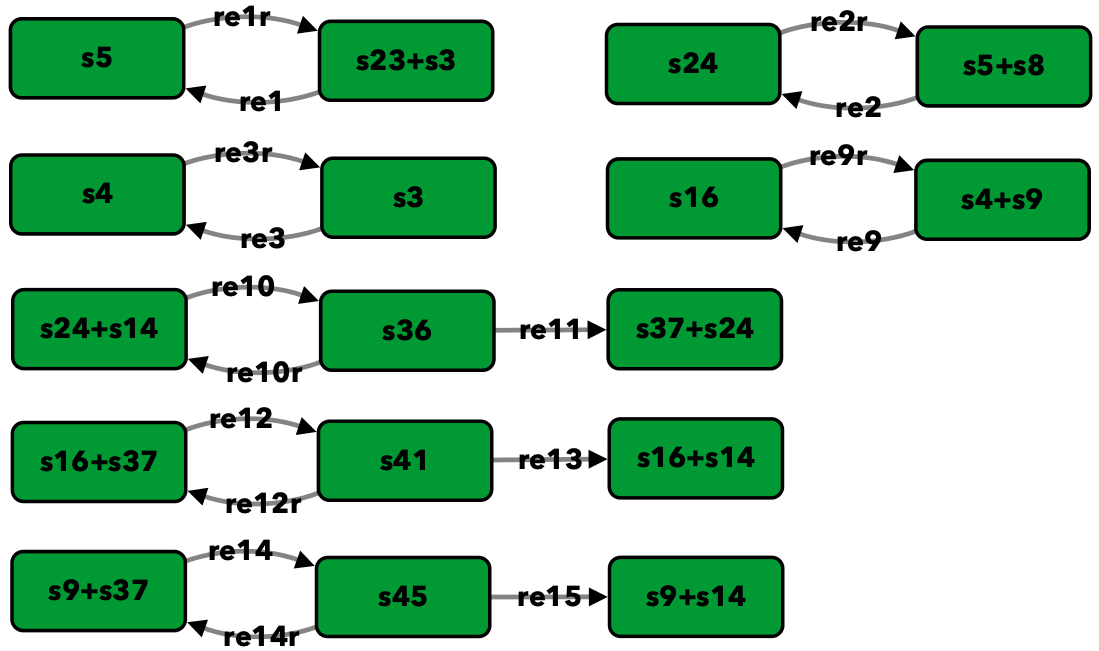 re1r
s5
s23+s3
re1
re2r
s24
s5+s8
re2
re3r
s4
s3
re3
re9r
s16
s4+s9
re9
re10
s24+s14
s36
re11
s37+s24
re10r
re12
s16+s37
s41
re13
s16+s14
re12r
re14
s9+s37
s45
re15
s9+s14
re14r